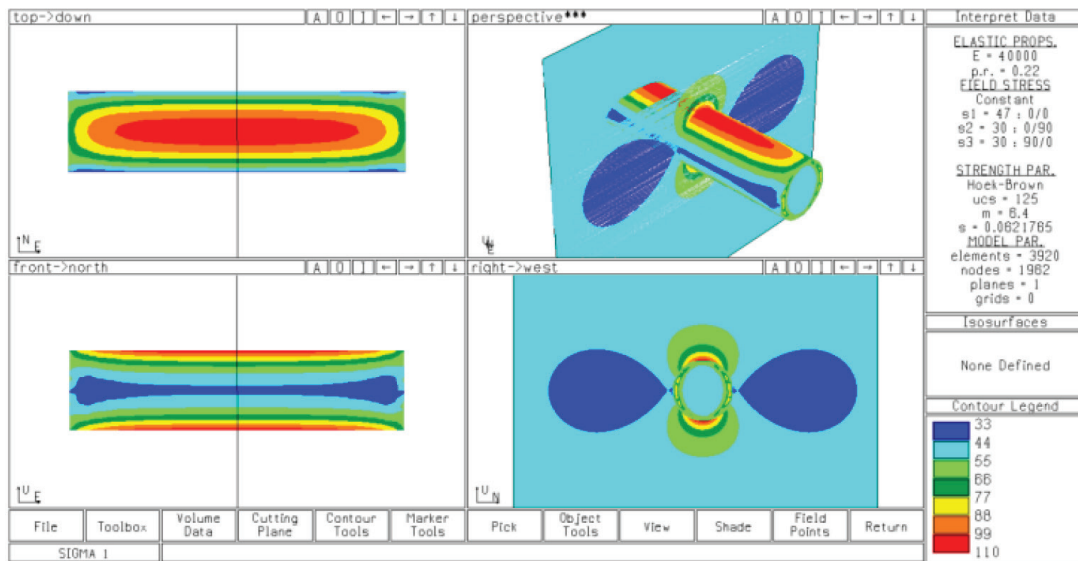 top->down
A O I ← → ↑ ↓
perspective***
A O I ← → ↑ ↓
Interpret Data
ELASTIC PROPS.
E = 40000
p.r. = 0.22
FIELD STRESS
Constant
s1 = 47 : 0/0
s2 = 30 : 0/90
s3 = 30 : 90/0
STRENGTH PAR.
Hoek-Brown
ucs = 125
m = 6.4
s = 0.0621765
MODEL PAR.
elements = 3920
nodes = 1962
planes = 1
grids = 0
N E
front->north
A O I ← → ↑ ↓
right->west
A O I ← → ↑ ↓
Isosurfaces
None Defined
Contour Legend
33
44
55
66
77
88
99
110
U E
U N
File
Toolbox
Volume
Data
Cutting
Plane
Contour
Tools
Marker
Tools
Pick
Object
Tools
View
Shade
Field
Points
Return
SIGMA 1